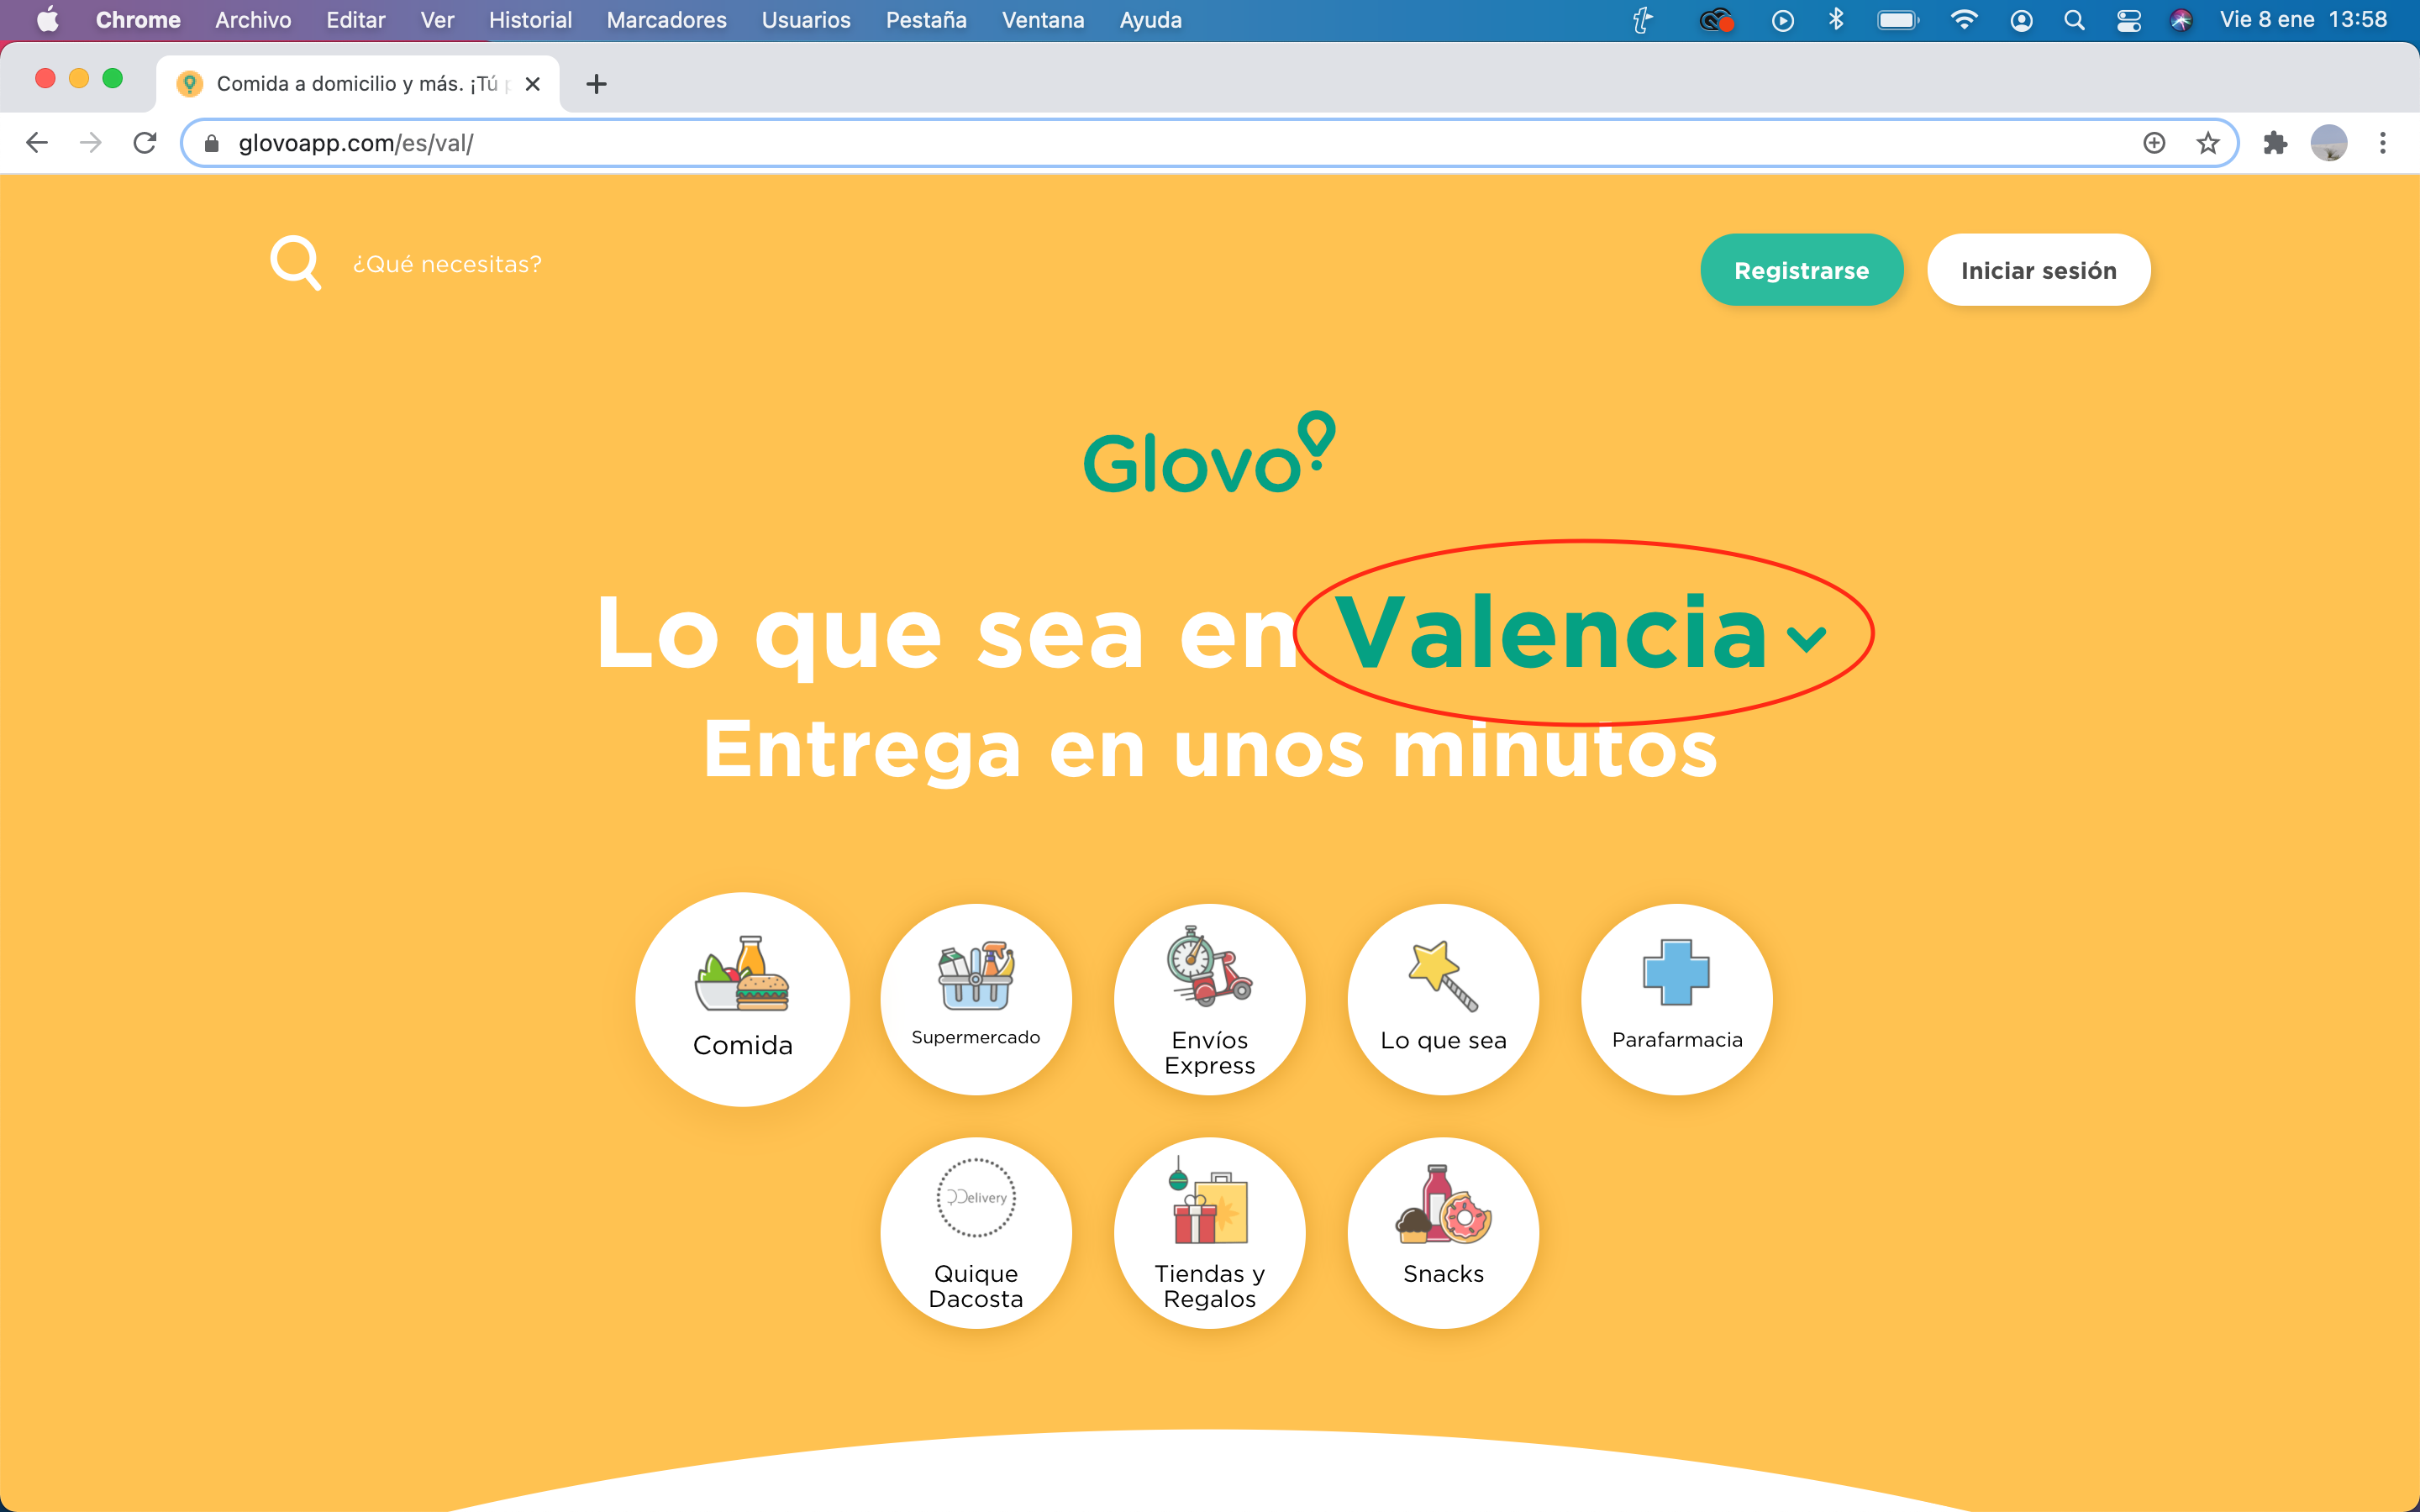 Chrome Archivo Editar Ver Historial Marcadores Usuarios Pestaña Ventana Ayuda Vie 8 ene 13:58
Comida a domicilio y más. ¡Tú p
glovoapp.com/es/val/
¿Qué necesitas?
Registrarse
Iniciar sesión
Glovo
Lo que sea en Valencia
Entrega en unos minutos
Comida
Supermercado
Envíos
Express
Lo que sea
Parafarmacia
QDelivery
Quique
Dacosta
Tiendas y
Regalos
Snacks